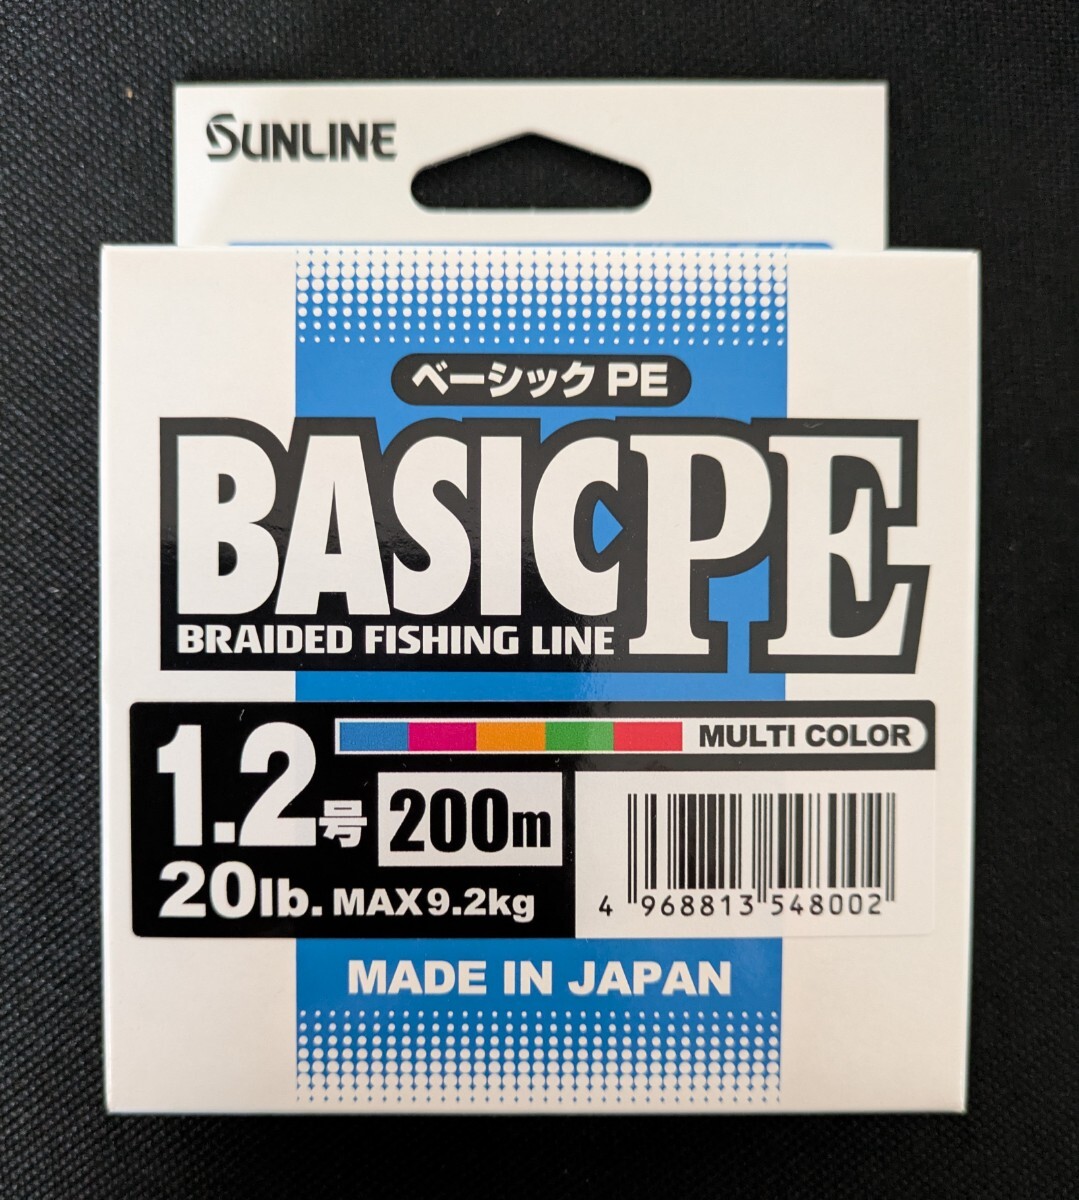 SUNLINE
ベーシック PE
BASIC PE
BRAIDED FISHING LINE
MULTI COLOR
1.2号
200m
20lb. MAX 9.2kg
4 968813 548002
MADE IN JAPAN